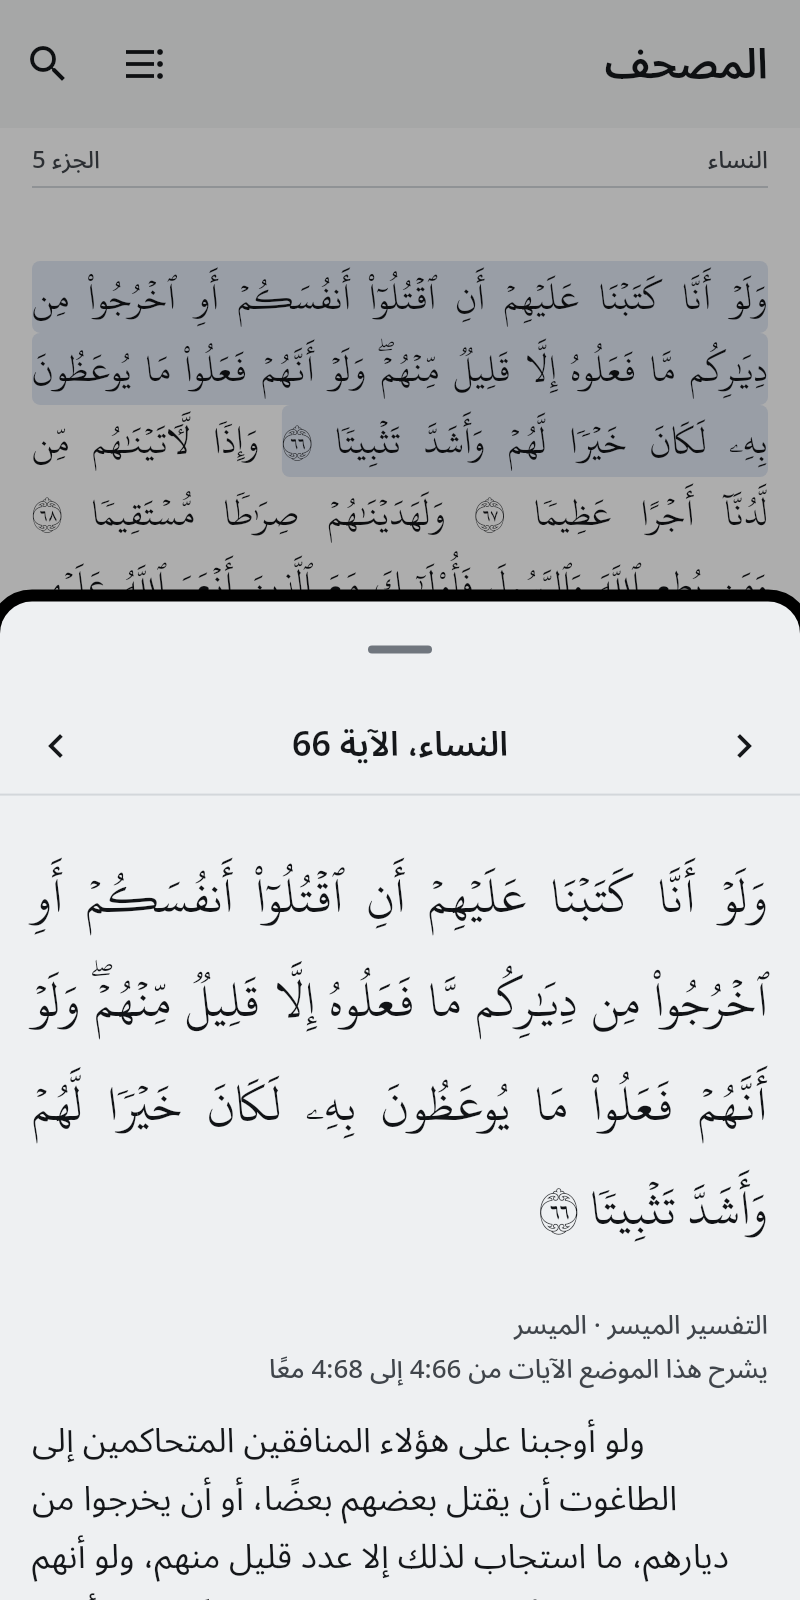 المصحف
النساء
الجزء 5
وَلَوۡ أَنَّا كَتَبۡنَا عَلَيۡهِمۡ أَنِ ٱقۡتُلُوٓاْ أَنفُسَكُمۡ أَوِ ٱخۡرُجُواْ مِن
دِيَٰرِكُم مَّا فَعَلُوهُ إِلَّا قَلِيلٞ مِّنۡهُمۡۖ وَلَوۡ أَنَّهُمۡ فَعَلُواْ مَا يُوعَظُونَ
بِهِۦ لَكَانَ خَيۡرٗا لَّهُمۡ وَأَشَدَّ تَثۡبِيتٗا ٦٦ وَإِذٗا لَّأٓتَيۡنَٰهُم مِّن
لَّدُنَّآ أَجۡرًا عَظِيمٗا ٦٧ وَلَهَدَيۡنَٰهُمۡ صِرَٰطٗا مُّسۡتَقِيمٗا ٦٨
النساء، الآية 66
وَلَوۡ أَنَّا كَتَبۡنَا عَلَيۡهِمۡ أَنِ ٱقۡتُلُوٓاْ أَنفُسَكُمۡ أَوِ
ٱخۡرُجُواْ مِن دِيَٰرِكُم مَّا فَعَلُوهُ إِلَّا قَلِيلٞ مِّنۡهُمۡۖ وَلَوۡ
أَنَّهُمۡ فَعَلُواْ مَا يُوعَظُونَ بِهِۦ لَكَانَ خَيۡرٗا لَّهُمۡ
وَأَشَدَّ تَثۡبِيتٗا ٦٦
التفسير الميسر · الميسر
يشرح هذا الموضع الآيات من 4:66 إلى 4:68 معًا
ولو أوجبنا على هؤلاء المنافقين المتحاكمين إلى
الطاغوت أن يقتل بعضهم بعضًا، أو أن يخرجوا من
ديارهم، ما استجاب لذلك إلا عدد قليل منهم، ولو أنهم